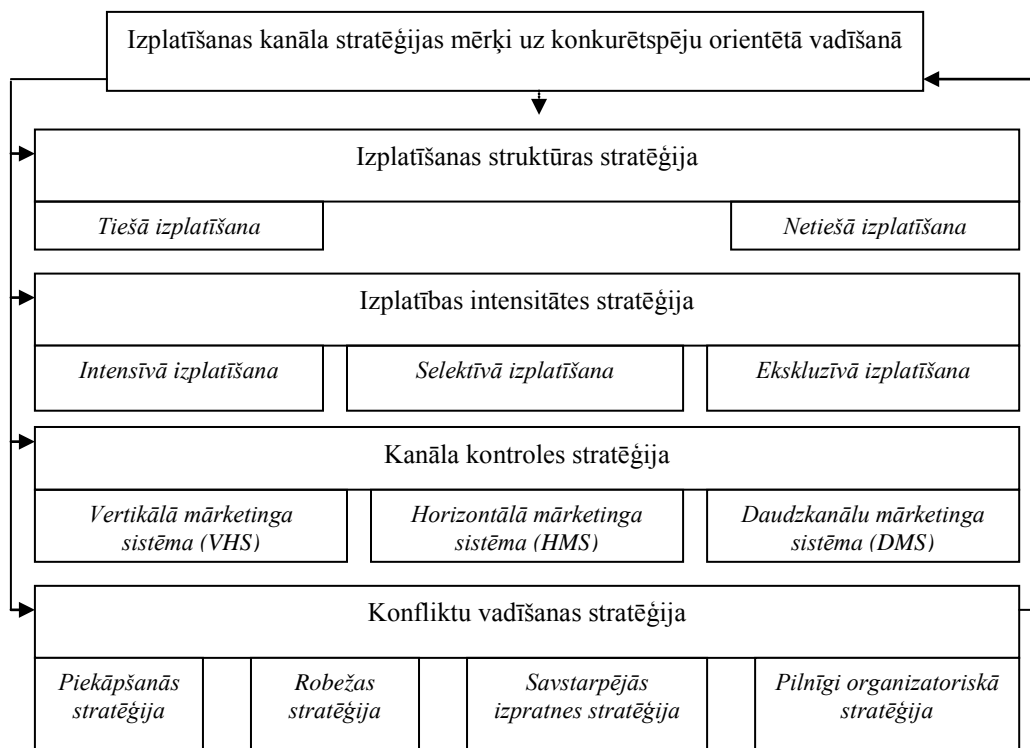 Izplatīšanas kanāla stratēģijas mērķi uz konkurētspēju orientētā vadīšanā
Izplatīšanas struktūras stratēģija
Tiešā izplatīšana
Netiešā izplatīšana
Izplatības intensitātes stratēģija
Intensīvā izplatīšana
Selektīvā izplatīšana
Ekskluzīvā izplatīšana
Kanāla kontroles stratēģija
Vertikālā mārketinga
sistēma (VHS)
Horizontālā mārketinga
sistēma (HMS)
Daudzkanālu mārketinga
sistēma (DMS)
Konfliktu vadīšanas stratēģija
Piekāpšanās
stratēģija
Robežas
stratēģija
Savstarpējās
izpratnes stratēģija
Pilnīgi organizatoriskā
stratēģija